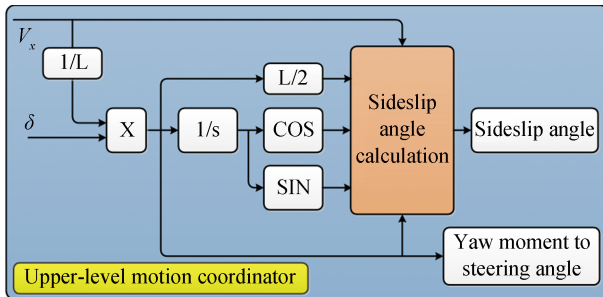 V_x
1/L
L/2
Sideslip
angle
calculation
δ
X
1/s
COS
Sideslip angle
SIN
Yaw moment to
steering angle
Upper-level motion coordinator